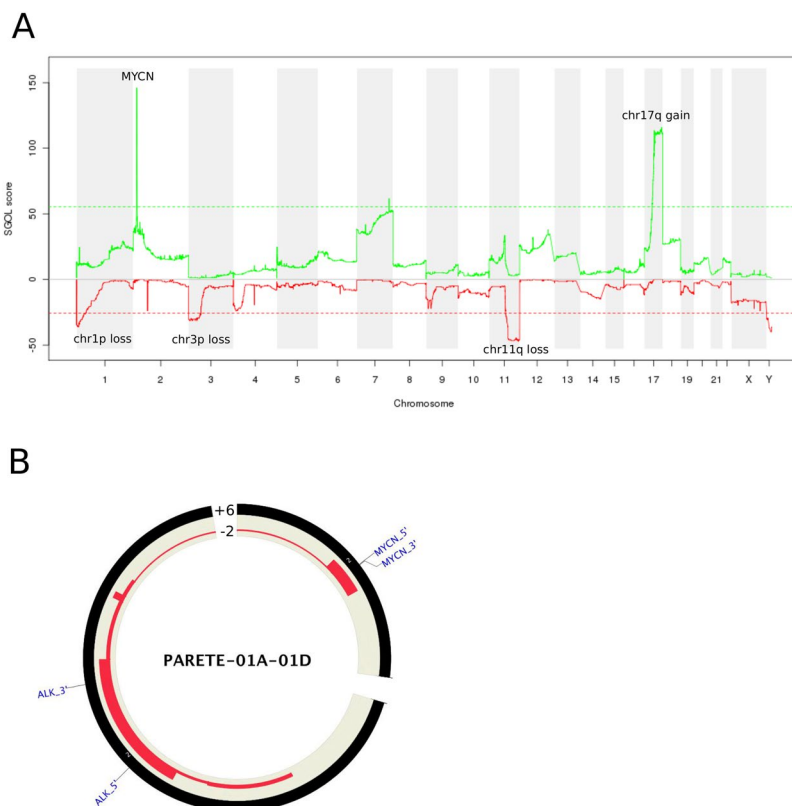 A
MYCN
chr17q gain
SGOL score
150
100
50
0
-50
chr1p loss
chr3p loss
chr11q loss
1 2 3 4 5 6 7 8 9 10 11 12 13 14 15 17 19 21 X Y
Chromosome
B
+6
-2
MYCN_5'
MYCN_3'
2
PARETE-01A-01D
ALK_3'
2
ALK_5'